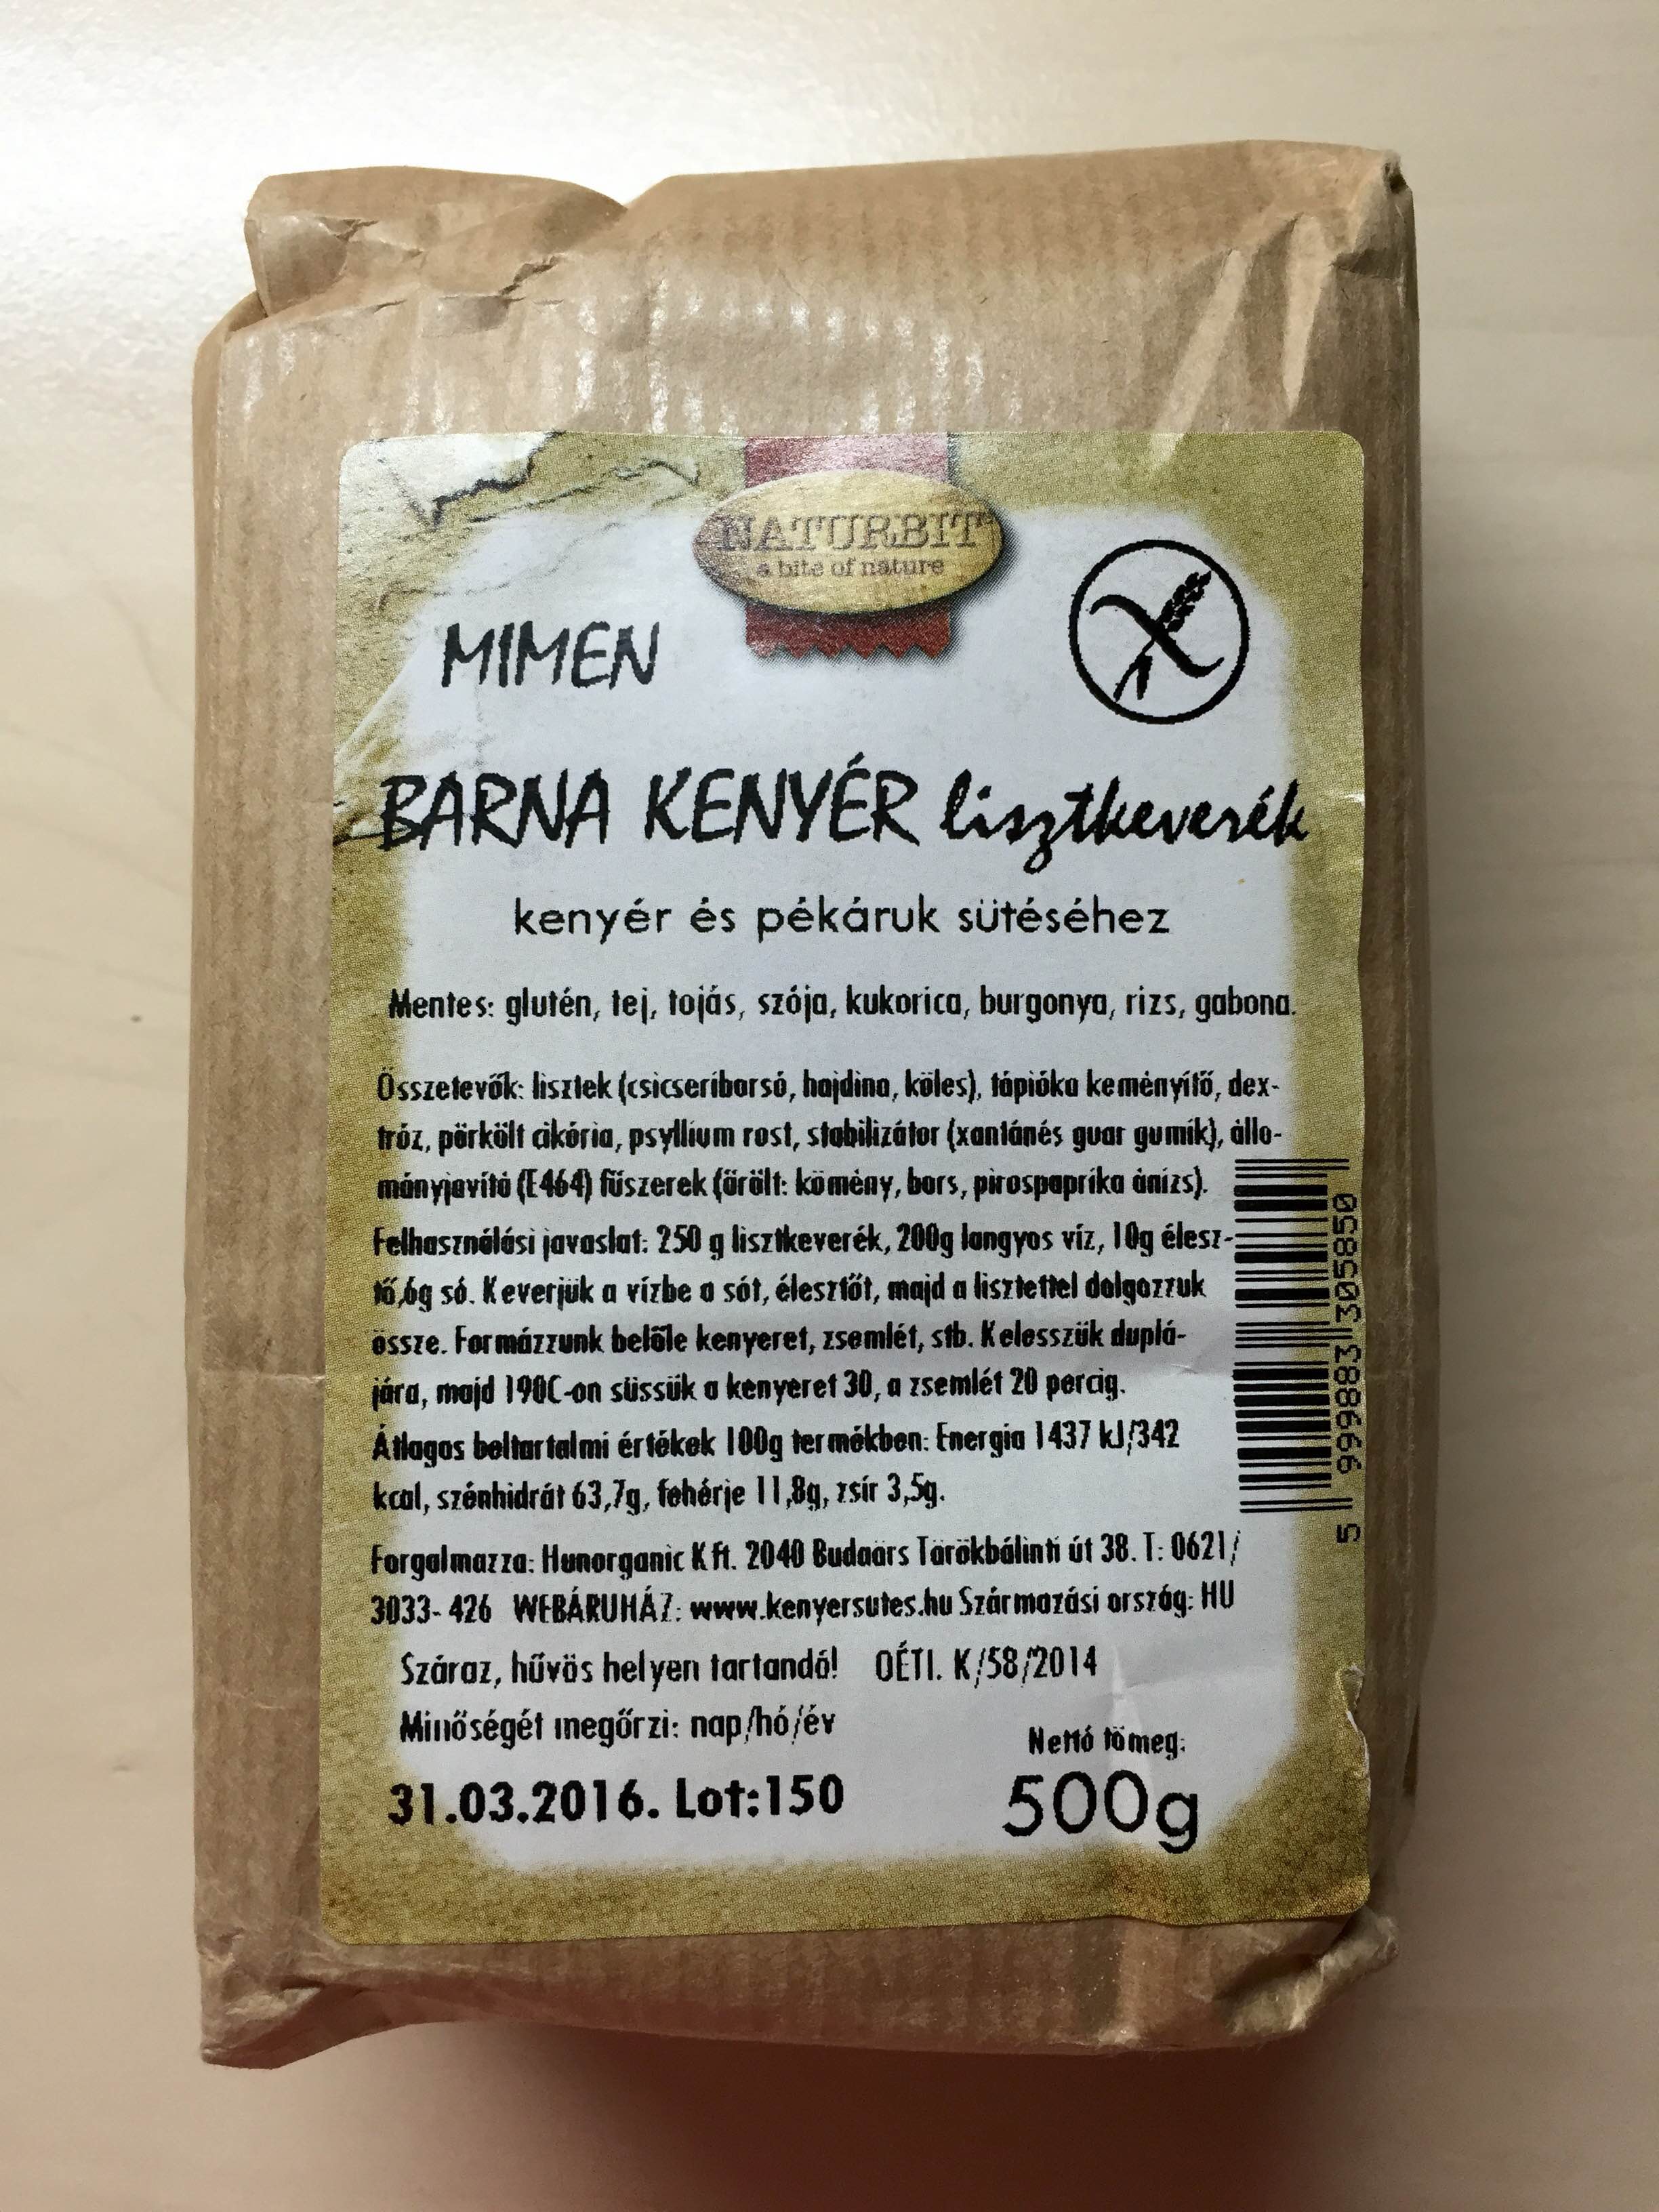 NATURBIT
a bite of nature
MIMEN
BARNA KENYÉR lisztkeverék
kenyér és pékáruk sütéséhez
Mentes: glutén, tej, tojás, szója, kukorica, burgonya, rizs, gabona.
Összetevők: lisztek (csicseriborsó, hajdina, köles), tápióka keményítő, dex-
tróz, pörkölt cikória, psyllium rost, stabilizátor (xantánés guar gumik), állo-
mányjavító (E464) fűszerek (őrölt: kömény, bors, pirospaprika ánizs).
Felhasználási javaslat: 250 g lisztkeverék, 200g langyos víz, 10g élesz-
tő,6g só. Keverjük a vízbe a sót, élesztőt, majd a lisztettel dolgozzuk
össze. Formázzunk belőle kenyeret, zsemlét, stb. Kelesszük duplá-
jára, majd 190C-on süssük a kenyeret 30, a zsemlét 20 percig.
Átlagos beltartalmi értékek 100g termékben: Energia 1437 kJ/342
kcal, szénhidrát 63,7g, fehérje 11,8g, zsír 3,5g.
Forgalmazza: Hunorganic Kft. 2040 Budaörs Törökbálinti út 38. T: 0621/
3033- 426 WEBÁRUHÁZ: www.kenyersutes.hu Származási ország: HU
Száraz, hűvös helyen tartandó! OÉTI. K/58/2014
Minőségét megőrzi: nap/hó/év
31.03.2016. Lot:150
Nettó tömeg:
500g
5 999883 305850